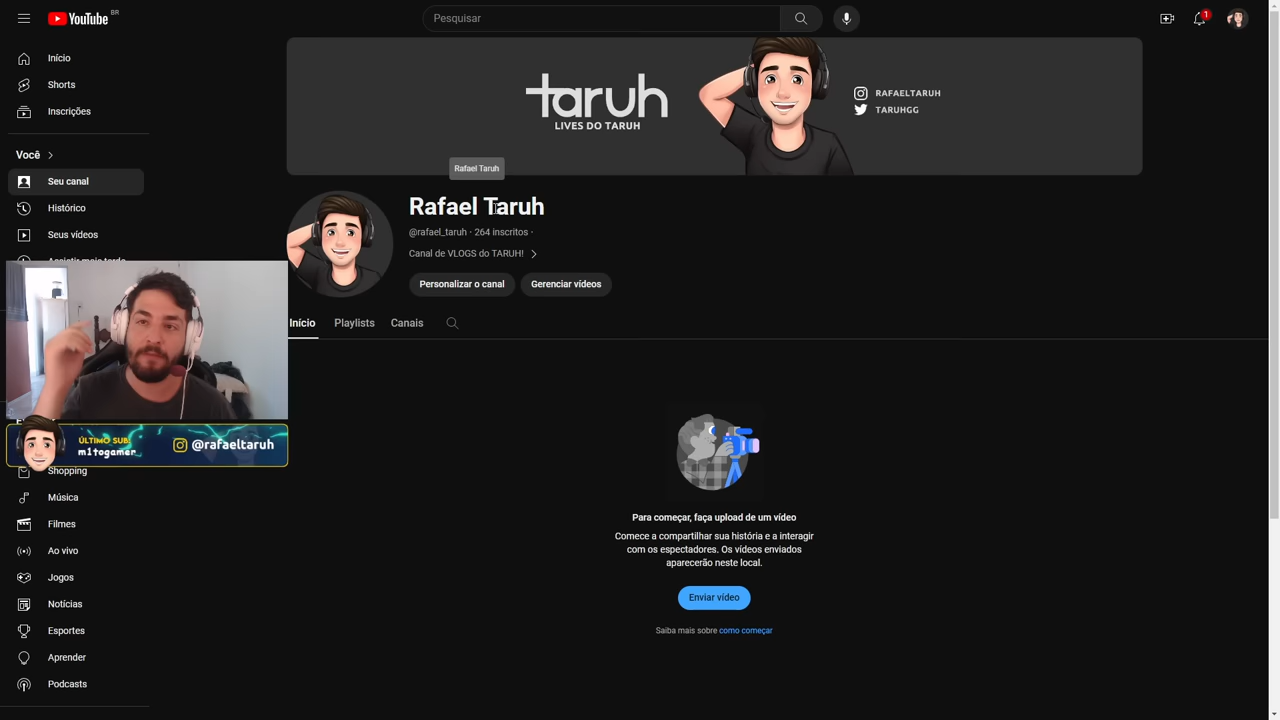 YouTube BR
Pesquisar
1
Início
Shorts
Inscrições
Você
Seu canal
Histórico
Seus vídeos
taruh
LIVES DO TARUH
RAFAELTARUH
TARUHGG
Rafael Taruh
Rafael Taruh
@rafael_taruh · 264 inscritos ·
Canal de VLOGS do TARUH!
Personalizar o canal
Gerenciar vídeos
Início
Playlists
Canais
ÚLTIMO SUB:
m1togamer
@rafaeltaruh
Shopping
Música
Filmes
Ao vivo
Jogos
Notícias
Esportes
Aprender
Podcasts
Para começar, faça upload de um vídeo
Comece a compartilhar sua história e a interagir
com os espectadores. Os vídeos enviados
aparecerão neste local.
Enviar vídeo
Saiba mais sobre como começar